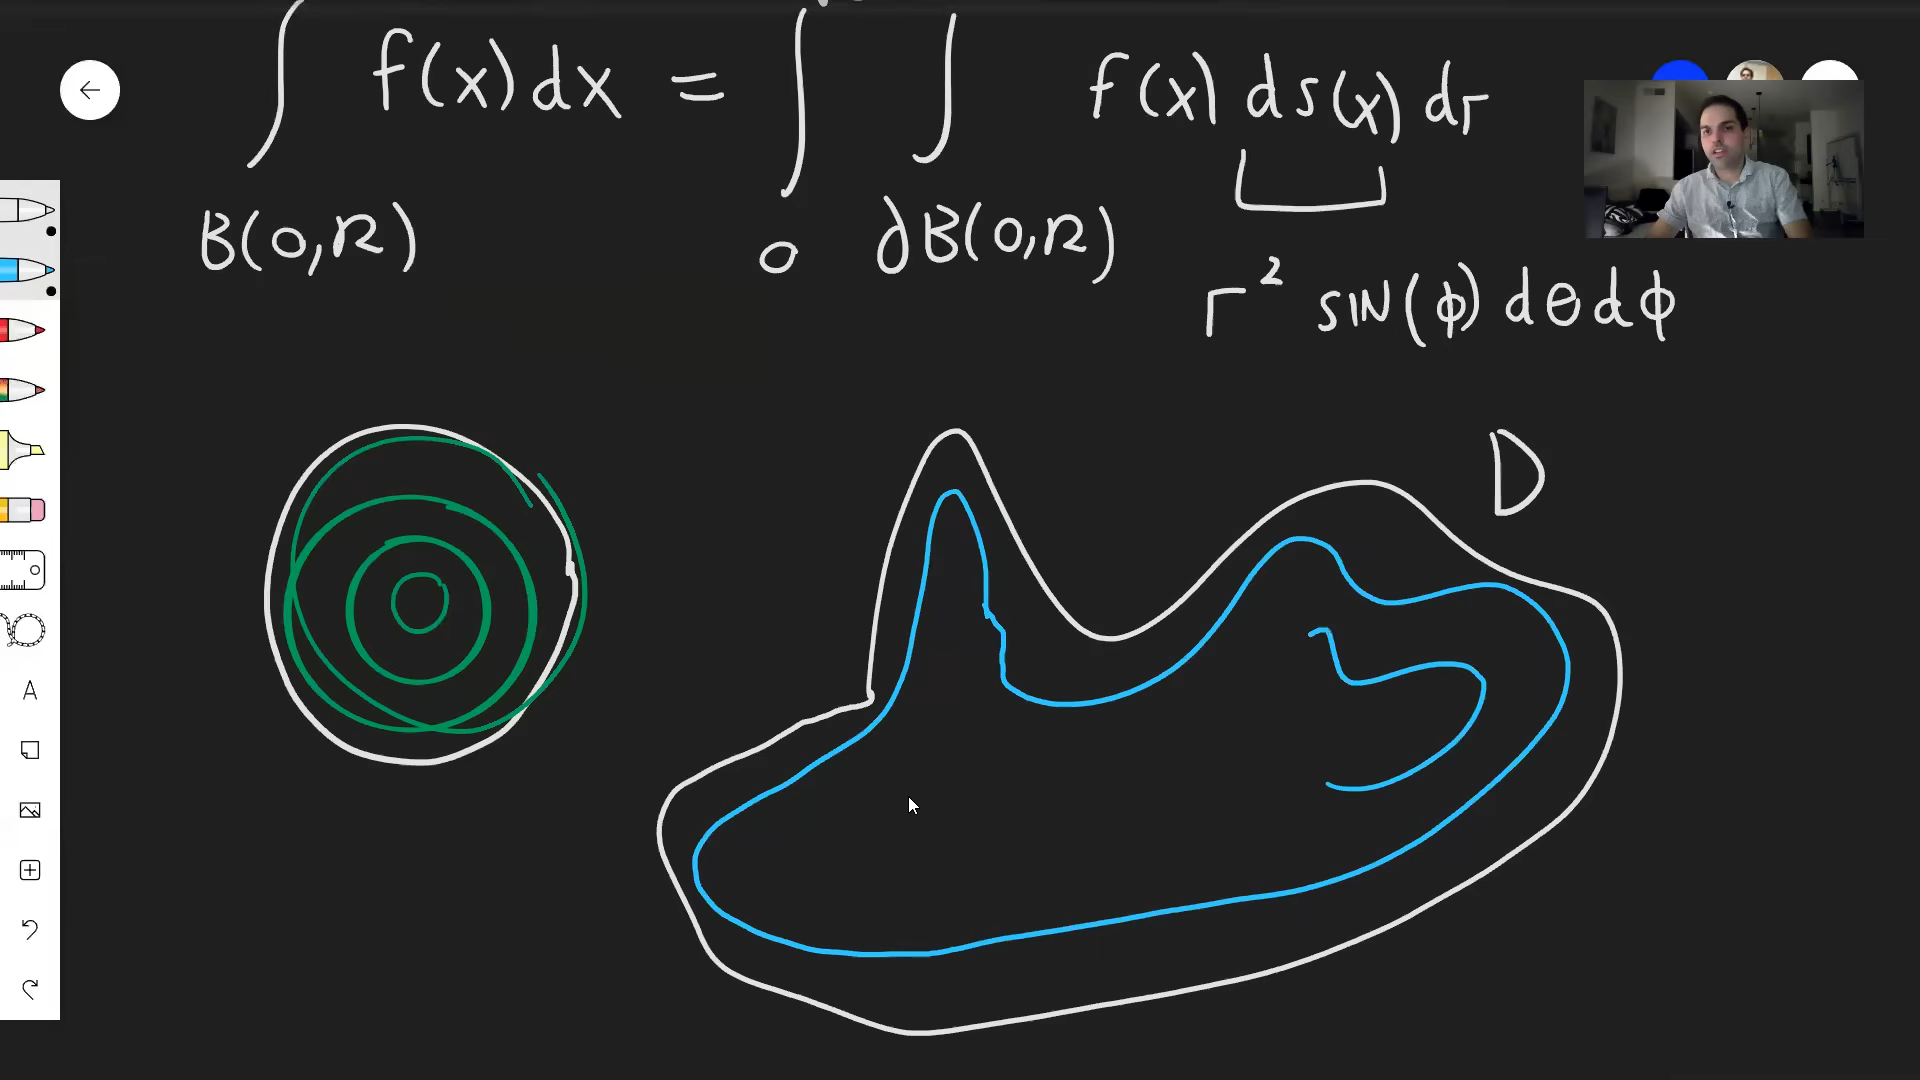 ∫ f(x) dx = ∫ ∫ f(x) ds(x) dr
B(0,R) 0 ∂B(0,R)
r² SIN(φ) dθ dφ
D
A